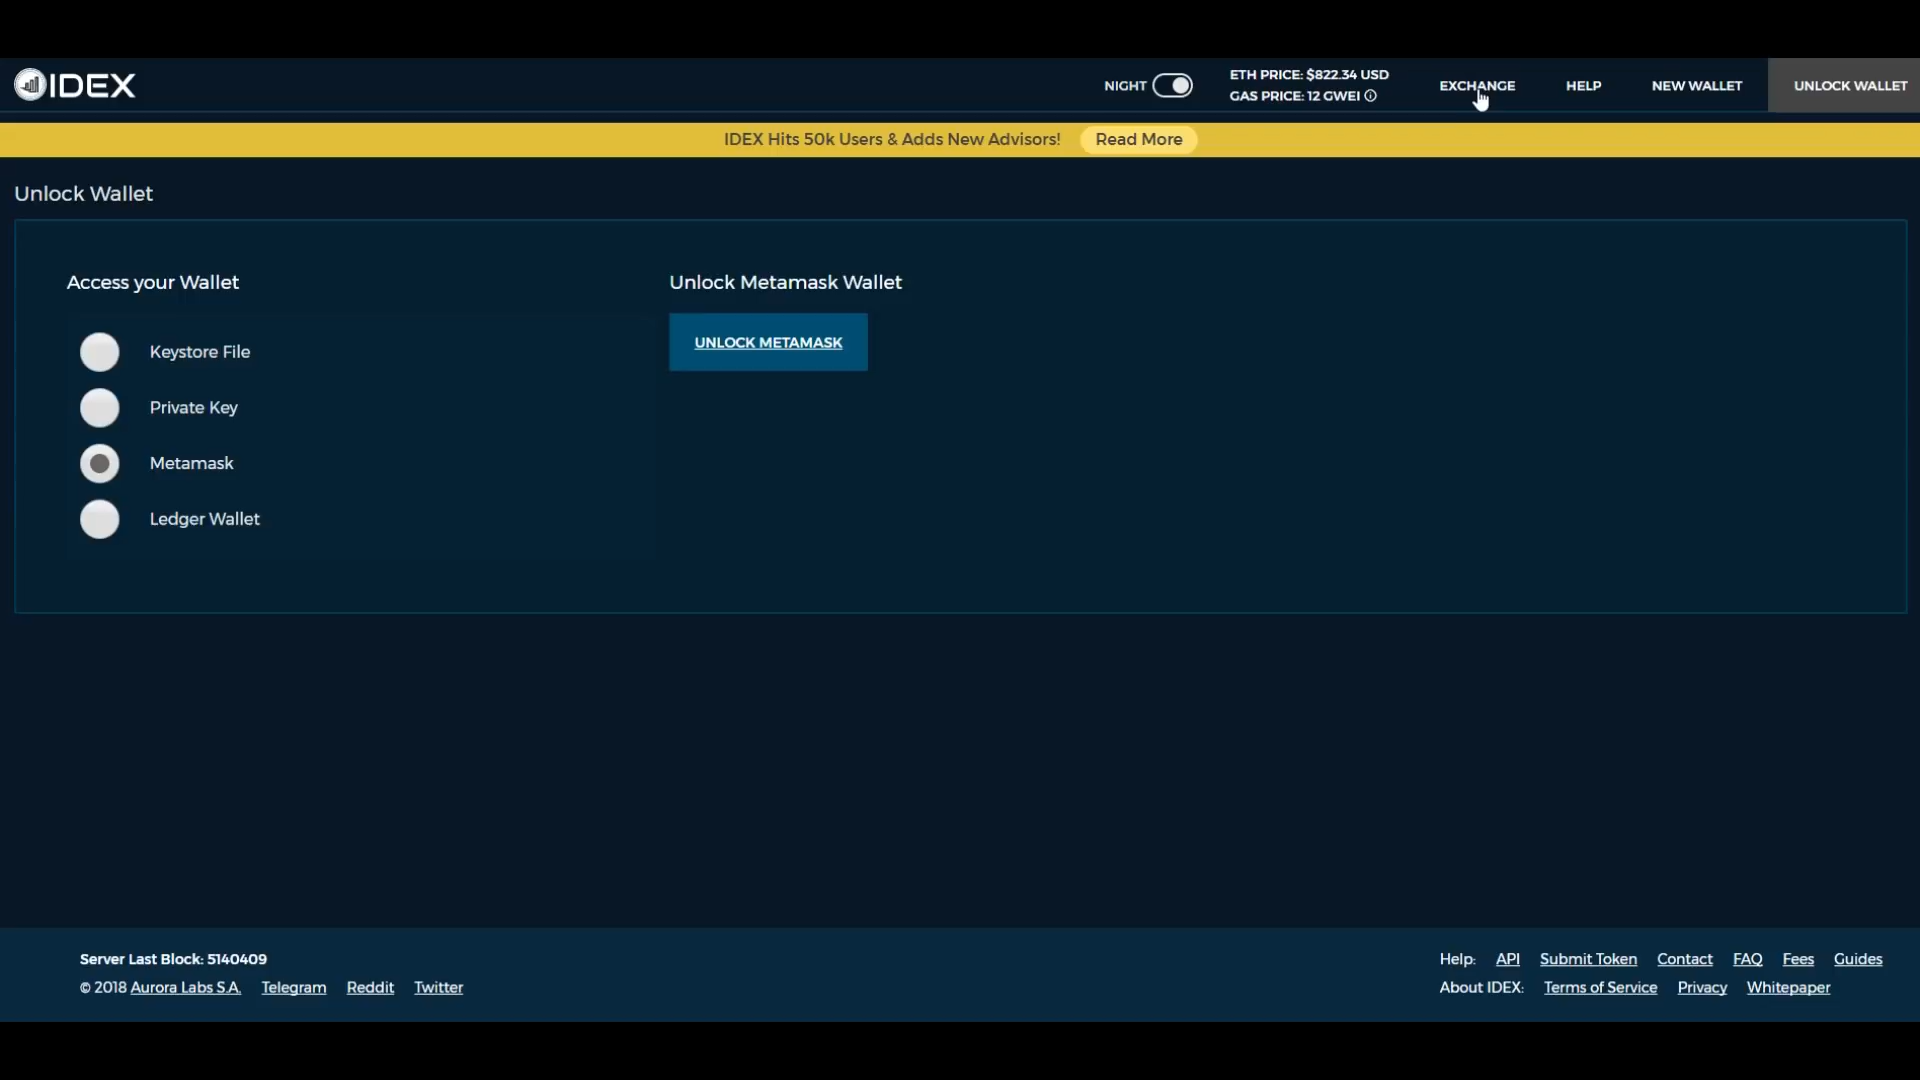 IDEX
NIGHT
ETH PRICE: $822.34 USD
GAS PRICE: 12 GWEI
EXCHANGE
HELP
NEW WALLET
UNLOCK WALLET
IDEX Hits 50k Users & Adds New Advisors! Read More
Unlock Wallet
Access your Wallet
Keystore File
Private Key
Metamask
Ledger Wallet
Unlock Metamask Wallet
UNLOCK METAMASK
Server Last Block: 5140409
© 2018 Aurora Labs S.A. Telegram Reddit Twitter
Help: API Submit Token Contact FAQ Fees Guides
About IDEX: Terms of Service Privacy Whitepaper